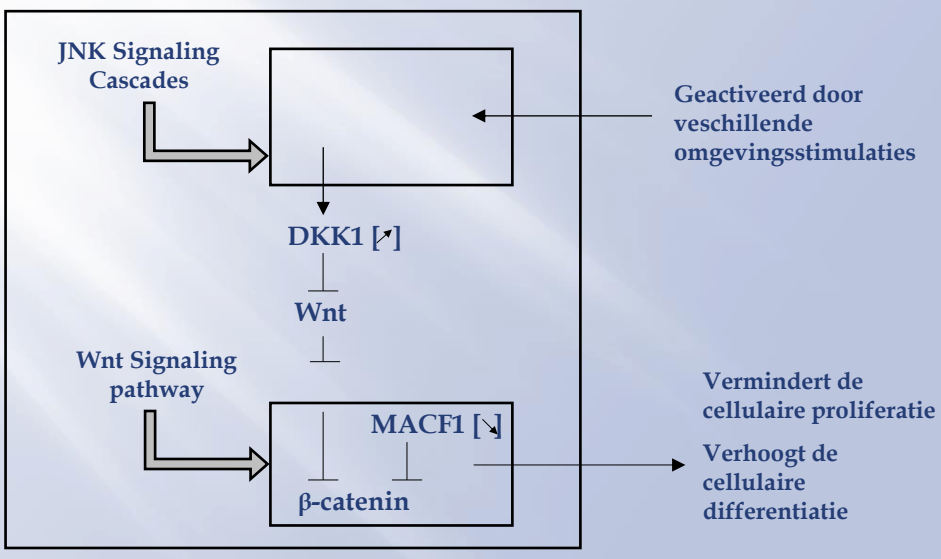 JNK Signaling
Cascades
Geactiveerd door
veschillende
omgevingsstimulaties
DKK1 [↗]
Wnt
Wnt Signaling
pathway
MACF1 [↘]
β-catenin
Vermindert de
cellulaire proliferatie
Verhoogt de
cellulaire
differentiatie